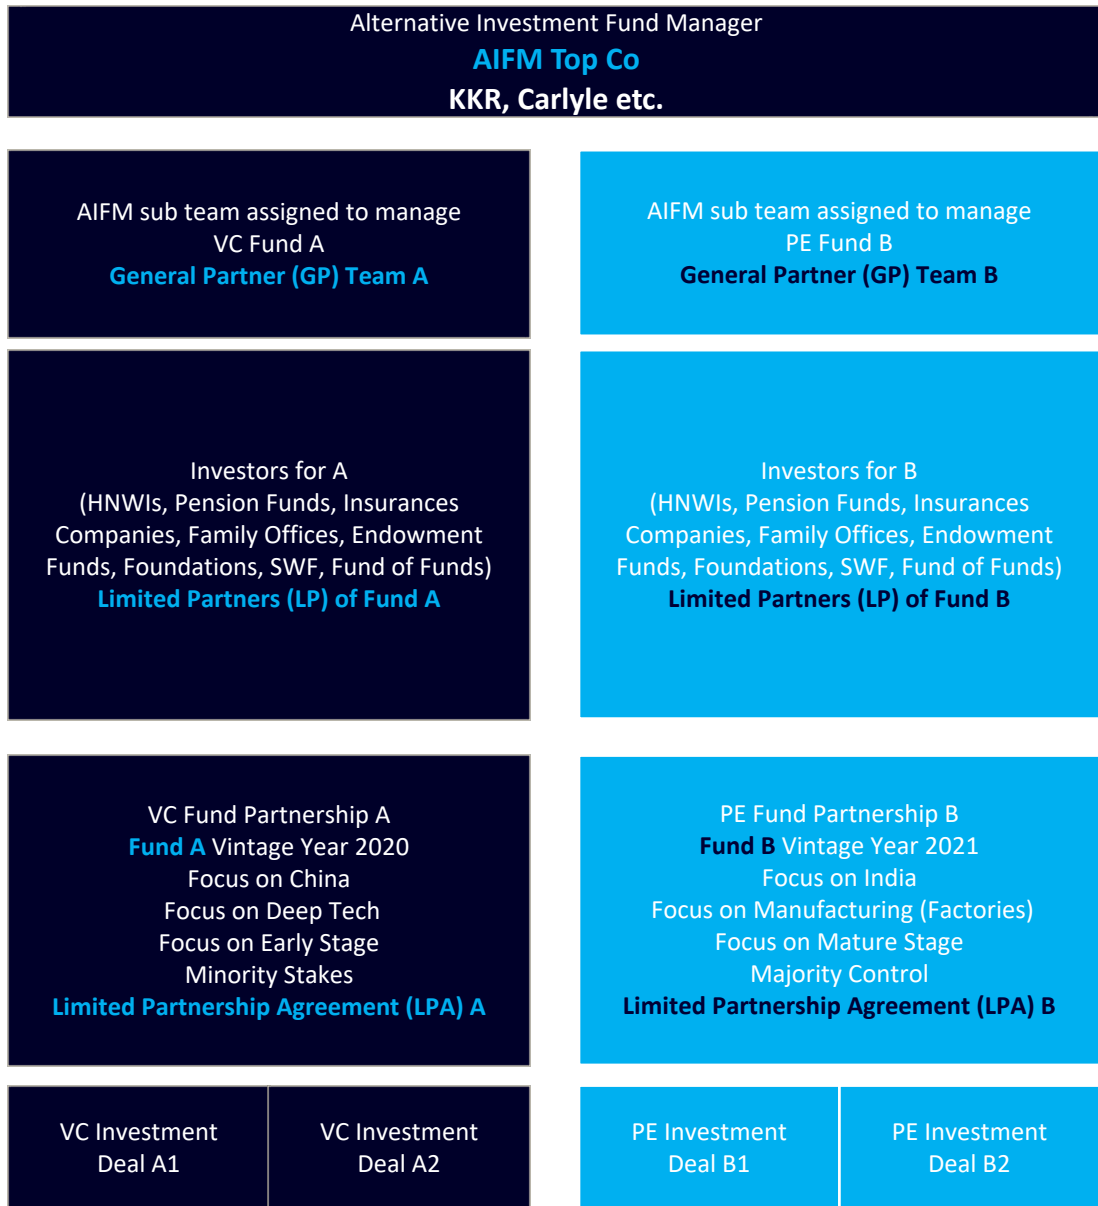 Alternative Investment Fund Manager
AIFM Top Co
KKR, Carlyle etc.
AIFM sub team assigned to manage
VC Fund A
General Partner (GP) Team A
AIFM sub team assigned to manage
PE Fund B
General Partner (GP) Team B
Investors for A
(HNWIs, Pension Funds, Insurances
Companies, Family Offices, Endowment
Funds, Foundations, SWF, Fund of Funds)
Limited Partners (LP) of Fund A
Investors for B
(HNWIs, Pension Funds, Insurances
Companies, Family Offices, Endowment
Funds, Foundations, SWF, Fund of Funds)
Limited Partners (LP) of Fund B
VC Fund Partnership A
Fund A Vintage Year 2020
Focus on China
Focus on Deep Tech
Focus on Early Stage
Minority Stakes
Limited Partnership Agreement (LPA) A
PE Fund Partnership B
Fund B Vintage Year 2021
Focus on India
Focus on Manufacturing (Factories)
Focus on Mature Stage
Majority Control
Limited Partnership Agreement (LPA) B
VC Investment
Deal A1
VC Investment
Deal A2
PE Investment
Deal B1
PE Investment
Deal B2